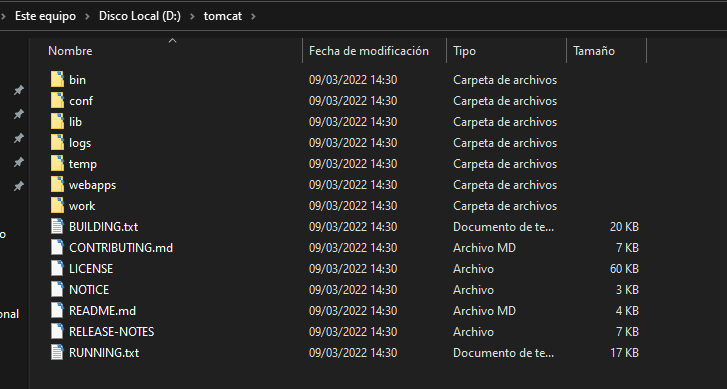 Este equipo > Disco Local (D:) > tomcat >
Nombre Fecha de modificación Tipo Tamaño
bin 09/03/2022 14:30 Carpeta de archivos
conf 09/03/2022 14:30 Carpeta de archivos
lib 09/03/2022 14:30 Carpeta de archivos
logs 09/03/2022 14:30 Carpeta de archivos
temp 09/03/2022 14:30 Carpeta de archivos
webapps 09/03/2022 14:30 Carpeta de archivos
work 09/03/2022 14:30 Carpeta de archivos
o
BUILDING.txt 09/03/2022 14:30 Documento de te... 20 KB
CONTRIBUTING.md 09/03/2022 14:30 Archivo MD 7 KB
LICENSE 09/03/2022 14:30 Archivo 60 KB
NOTICE 09/03/2022 14:30 Archivo 3 KB
onal
README.md 09/03/2022 14:30 Archivo MD 4 KB
RELEASE-NOTES 09/03/2022 14:30 Archivo 7 KB
RUNNING.txt 09/03/2022 14:30 Documento de te... 17 KB